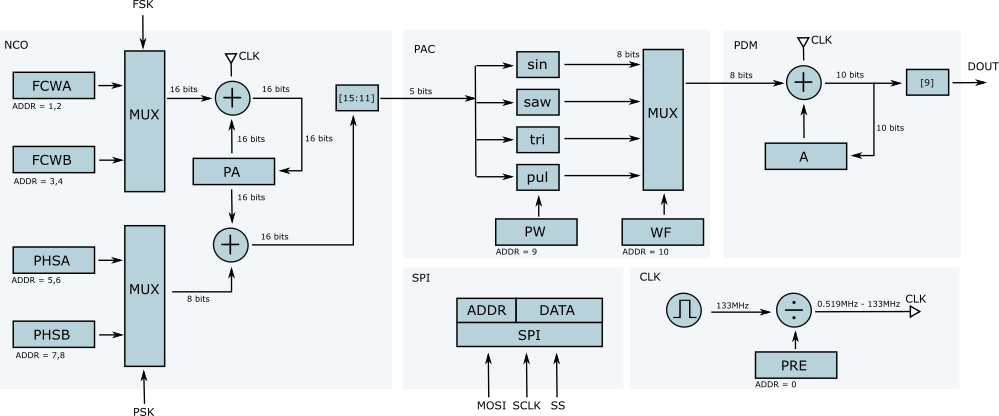 FSK
NCO
FCWA
ADDR = 1,2
FCWB
ADDR = 3,4
MUX
16 bits
CLK
16 bits
16 bits
16 bits
PA
16 bits
16 bits
[15:11]
PHSA
ADDR = 5,6
PHSB
ADDR = 7,8
MUX
8 bits
PSK
PAC
5 bits
sin
saw
tri
pul
8 bits
MUX
PW
ADDR = 9
WF
ADDR = 10
PDM
8 bits
CLK
10 bits
[9]
DOUT
10 bits
A
SPI
ADDR DATA
SPI
MOSI SCLK SS
CLK
133MHz
0.519MHz - 133MHz
CLK
PRE
ADDR = 0